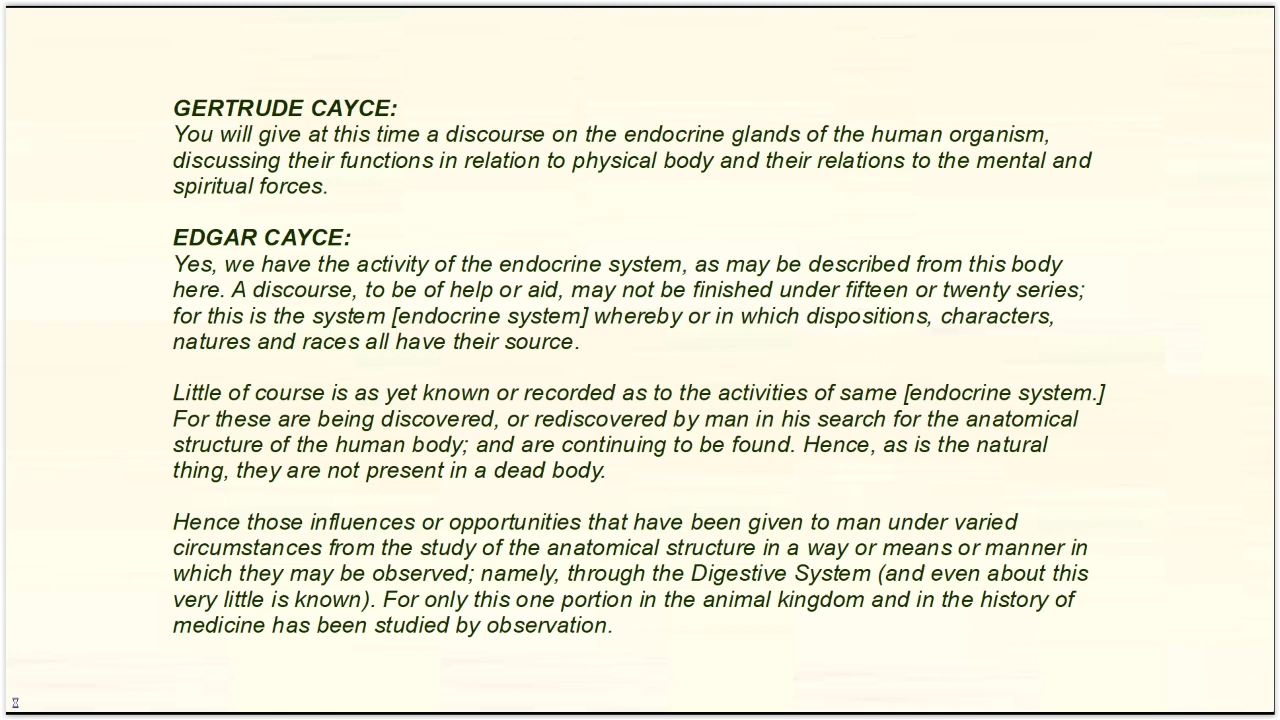 GERTRUDE CAYCE:
You will give at this time a discourse on the endocrine glands of the human organism,
discussing their functions in relation to physical body and their relations to the mental and
spiritual forces.
EDGAR CAYCE:
Yes, we have the activity of the endocrine system, as may be described from this body
here. A discourse, to be of help or aid, may not be finished under fifteen or twenty series;
for this is the system [endocrine system] whereby or in which dispositions, characters,
natures and races all have their source.
Little of course is as yet known or recorded as to the activities of same [endocrine system.]
For these are being discovered, or rediscovered by man in his search for the anatomical
structure of the human body; and are continuing to be found. Hence, as is the natural
thing, they are not present in a dead body.
Hence those influences or opportunities that have been given to man under varied
circumstances from the study of the anatomical structure in a way or means or manner in
which they may be observed; namely, through the Digestive System (and even about this
very little is known). For only this one portion in the animal kingdom and in the history of
medicine has been studied by observation.